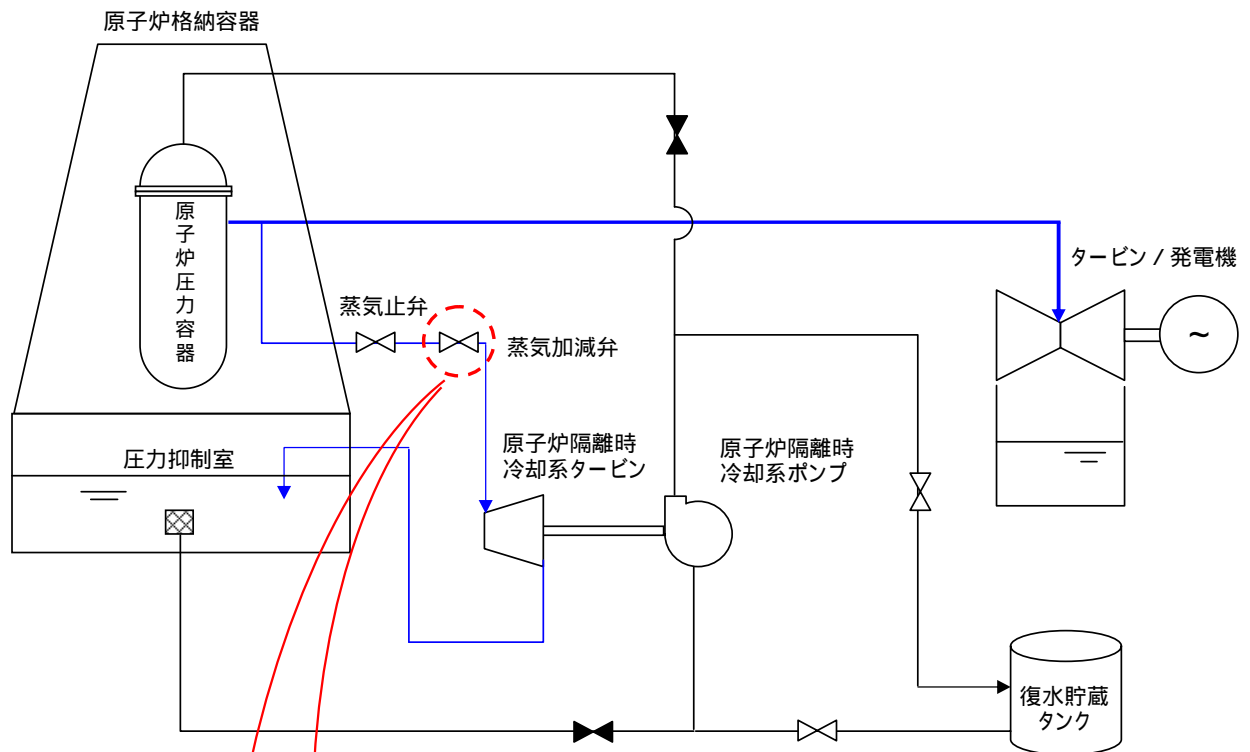 原子炉格納容器
原子炉圧力容器
タービン / 発電機
~
蒸気止弁
蒸気加減弁
原子炉隔離時
冷却系タービン
原子炉隔離時
冷却系ポンプ
圧力抑制室
復水貯蔵
タンク